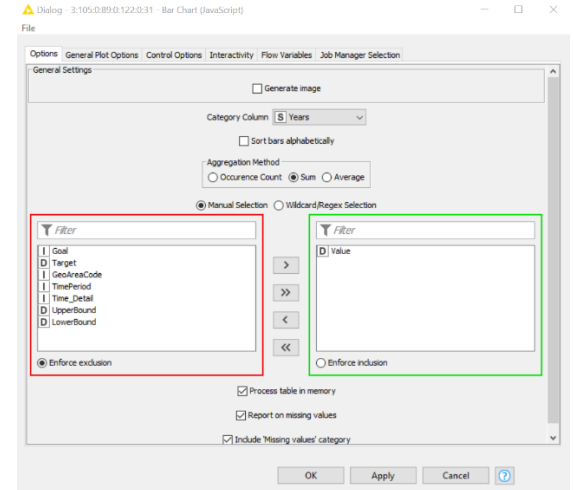 Dialog - 3:105:0:89:0:122:0:31 - Bar Chart (JavaScript)
File
Options General Plot Options Control Options Interactivity Flow Variables Job Manager Selection
General Settings
Generate image
Category Column S Years
Sort bars alphabetically
Aggregation Method
Occurence Count Sum Average
Manual Selection Wildcard/Regex Selection
Filter Filter
I Goal D Value
D Target
I GeoAreaCode
I TimePeriod
I Time_Detail
D UpperBound
D LowerBound
>
>>
<
<<
Enforce exclusion Enforce inclusion
Process table in memory
Report on missing values
Include 'Missing values' category
OK Apply Cancel ?